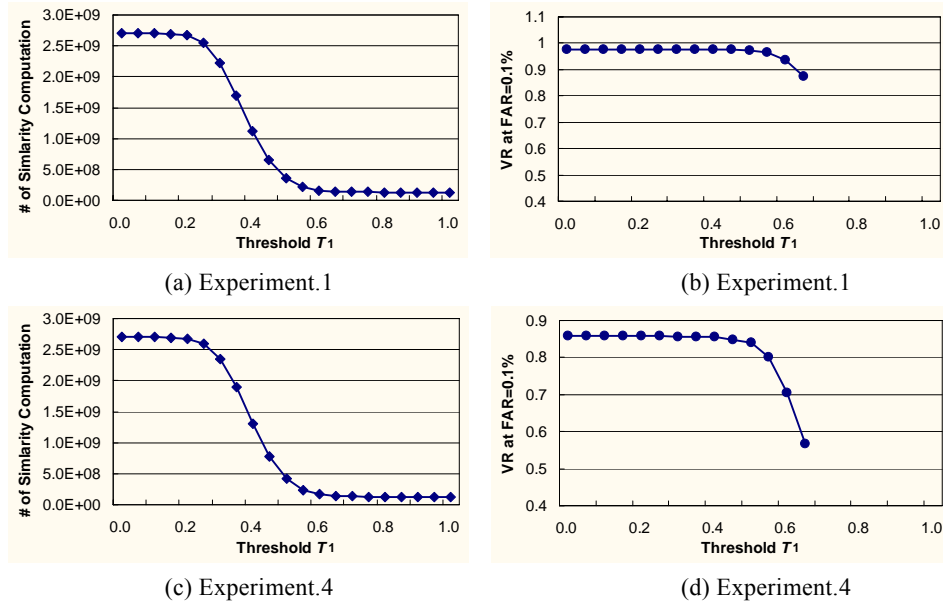 3.0E+09
2.5E+09
2.0E+09
1.5E+09
1.0E+09
5.0E+08
0.0E+00
# of Simlarity Computation
0.0 0.2 0.4 0.6 0.8 1.0
Threshold T1
(a) Experiment.1
1.1
1
0.9
0.8
0.7
0.6
0.5
0.4
VR at FAR=0.1%
0.0 0.2 0.4 0.6 0.8 1.0
Threshold T1
(b) Experiment.1
3.0E+09
2.5E+09
2.0E+09
1.5E+09
1.0E+09
5.0E+08
0.0E+00
# of Simlarity Computation
0.0 0.2 0.4 0.6 0.8 1.0
Threshold T1
(c) Experiment.4
0.9
0.8
0.7
0.6
0.5
0.4
VR at FAR=0.1%
0.0 0.2 0.4 0.6 0.8 1.0
Threshold T1
(d) Experiment.4